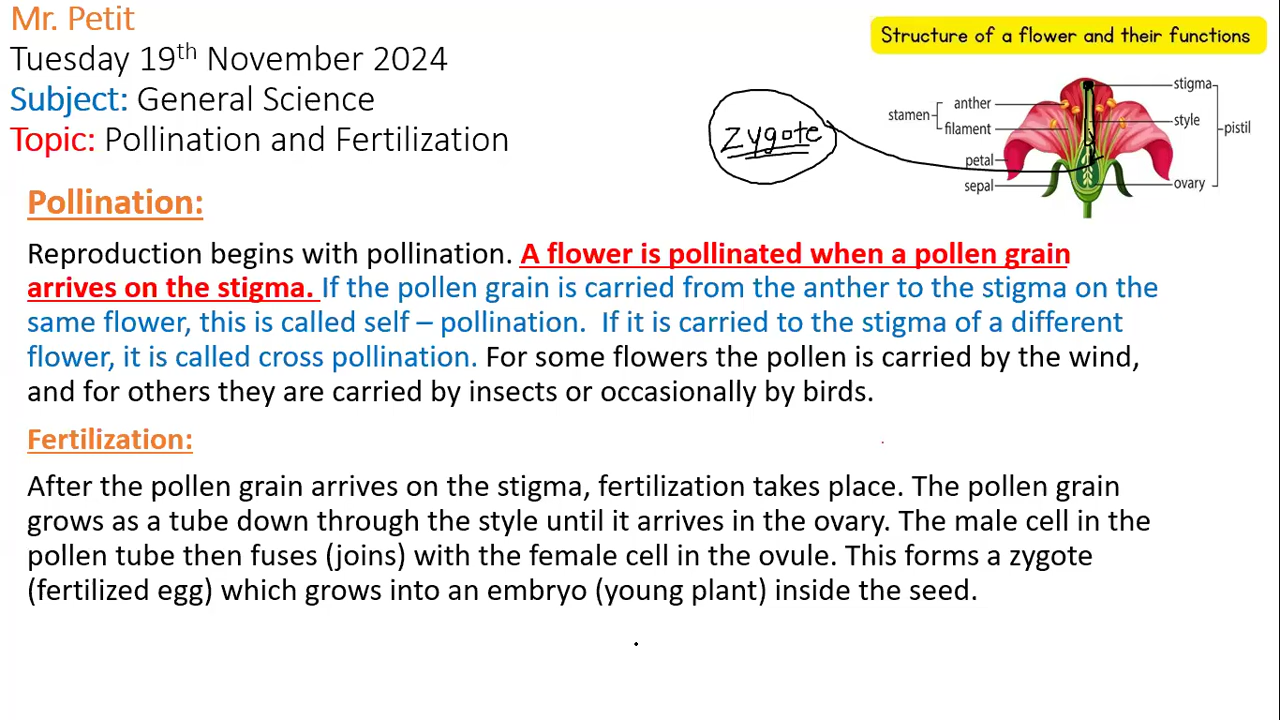 Mr. Petit
Tuesday 19th November 2024
Subject: General Science
Topic: Pollination and Fertilization
Structure of a flower and their functions
stamen
anther
filament
petal
sepal
stigma
style
pistil
ovary
zygote
Pollination:
Reproduction begins with pollination. A flower is pollinated when a pollen grain
arrives on the stigma. If the pollen grain is carried from the anther to the stigma on the
same flower, this is called self – pollination. If it is carried to the stigma of a different
flower, it is called cross pollination. For some flowers the pollen is carried by the wind,
and for others they are carried by insects or occasionally by birds.
Fertilization:
After the pollen grain arrives on the stigma, fertilization takes place. The pollen grain
grows as a tube down through the style until it arrives in the ovary. The male cell in the
pollen tube then fuses (joins) with the female cell in the ovule. This forms a zygote
(fertilized egg) which grows into an embryo (young plant) inside the seed.